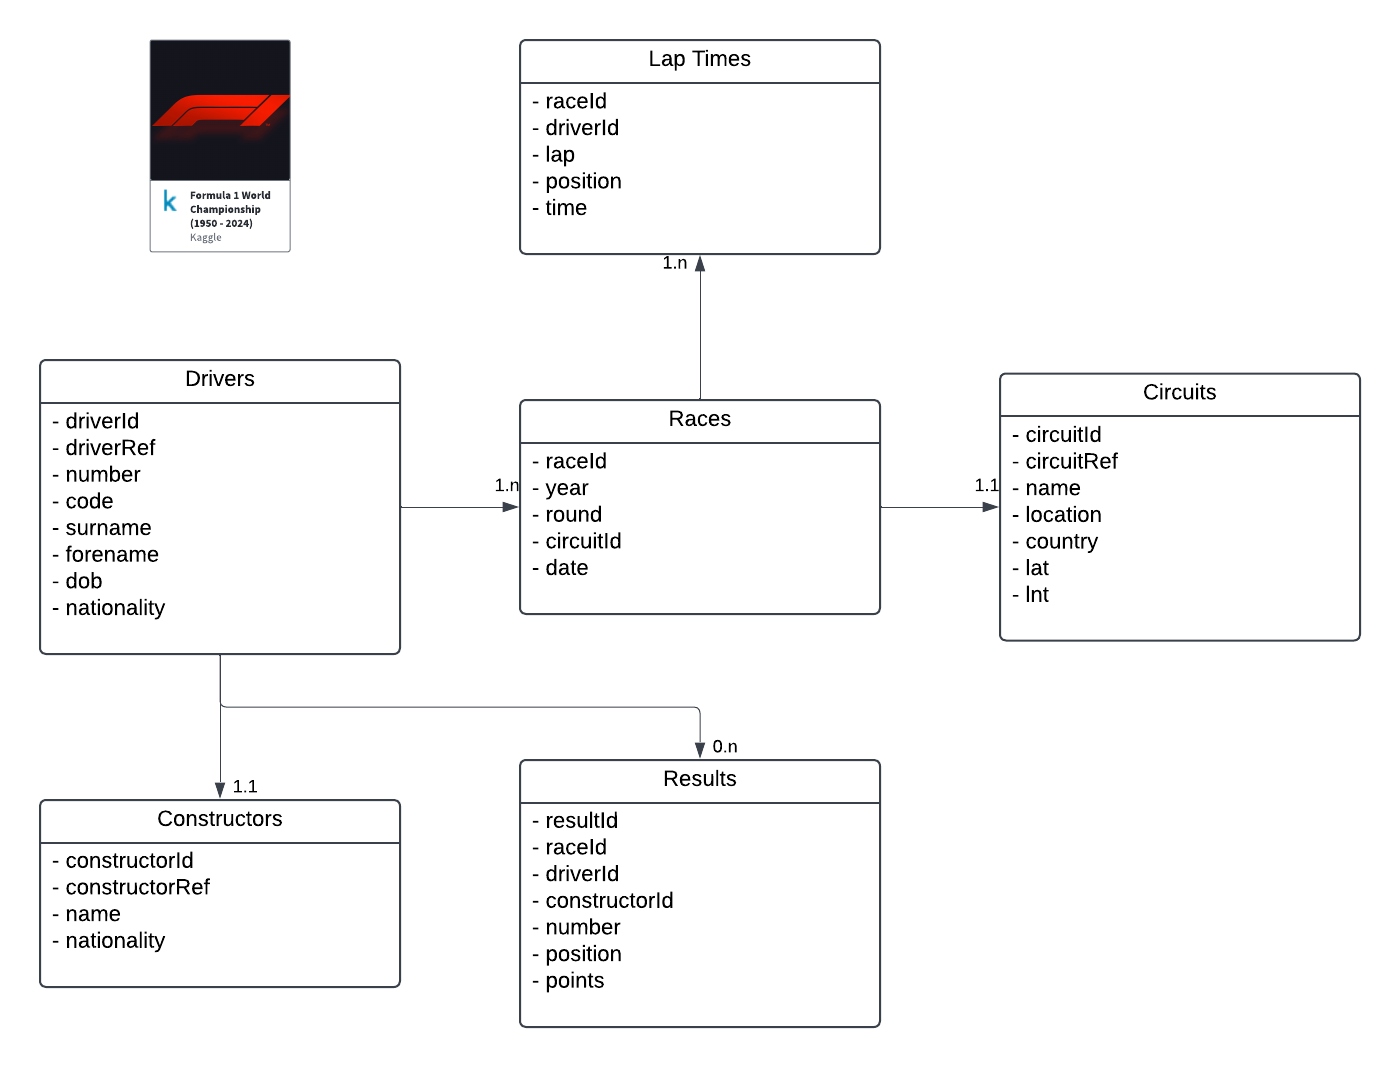 k
Formula 1 World
Championship
(1950 - 2024)
Kaggle
Lap Times
- raceId
- driverId
- lap
- position
- time
1.n
Drivers
- driverId
- driverRef
- number
- code
- surname
- forename
- dob
- nationality
1.n
Races
- raceId
- year
- round
- circuitId
- date
1.1
Circuits
- circuitId
- circuitRef
- name
- location
- country
- lat
- lnt
1.1
Constructors
- constructorId
- constructorRef
- name
- nationality
0.n
Results
- resultId
- raceId
- driverId
- constructorId
- number
- position
- points